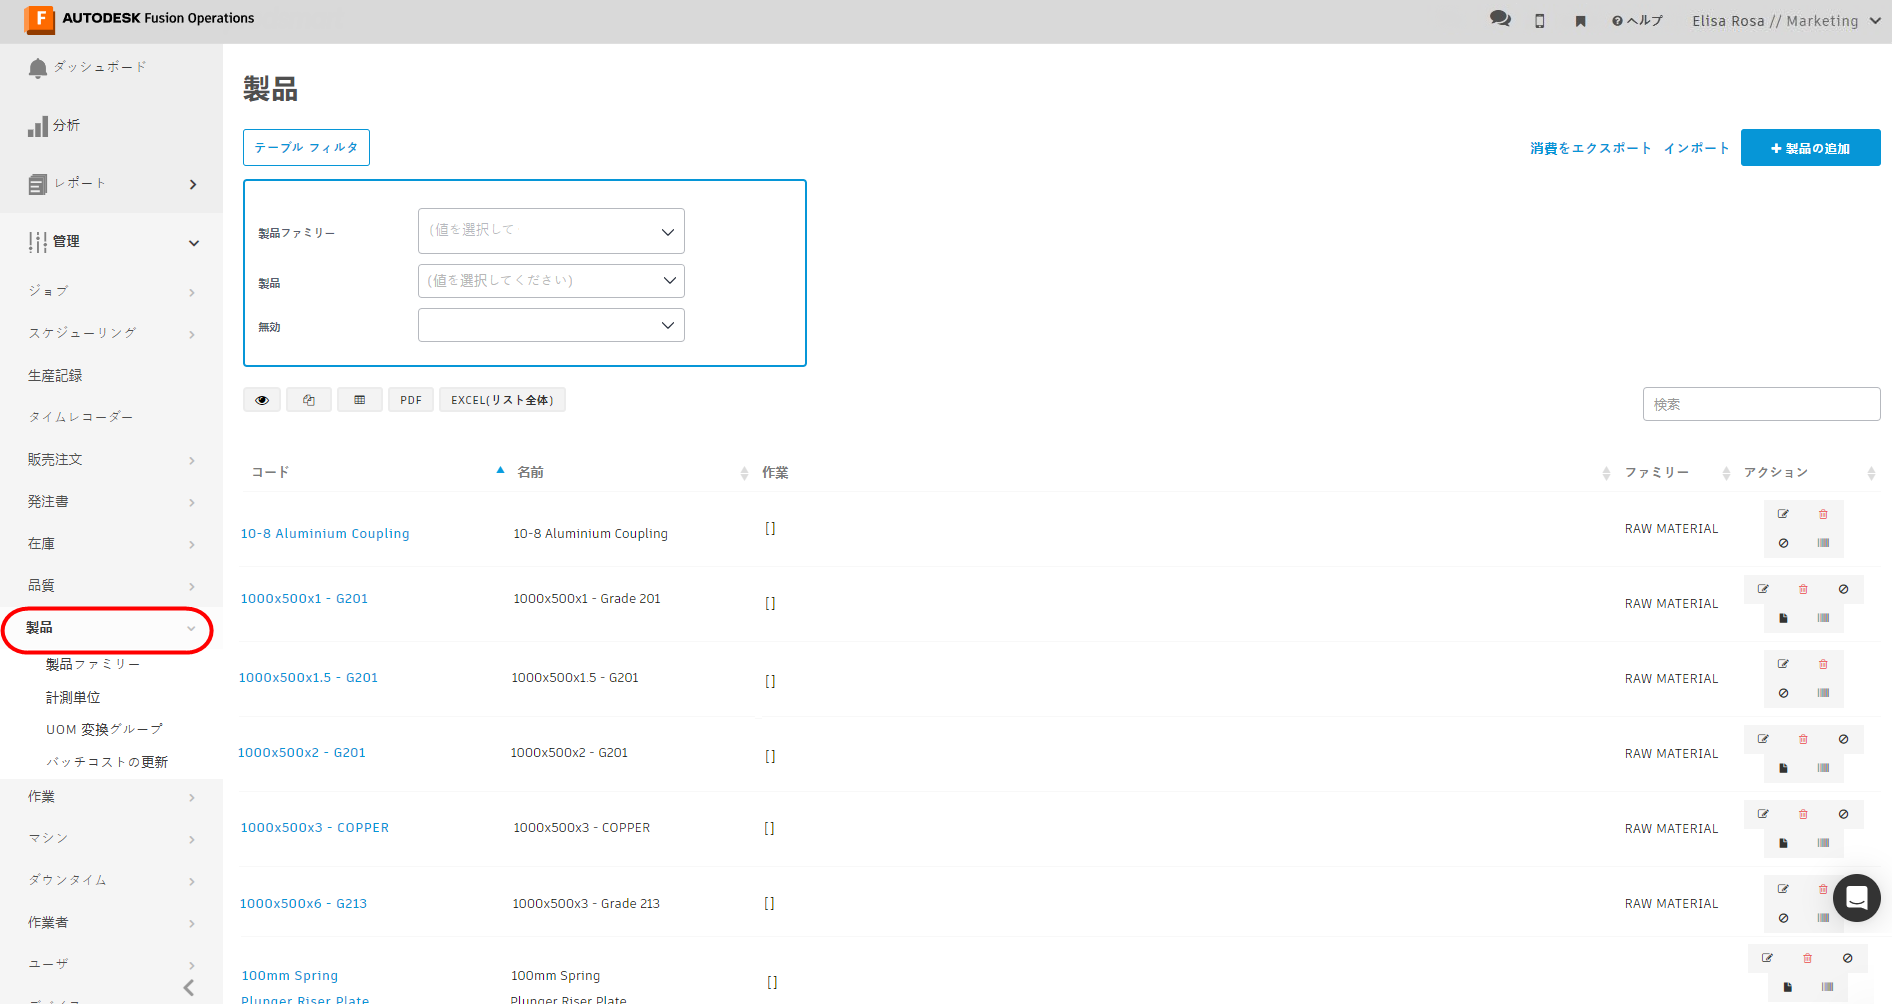 AUTODESK Fusion Operations
ヘルプ
Elisa Rosa // Marketing
ダッシュボード
分析
レポート
管理
ジョブ
スケジューリング
生産記録
タイムレコーダー
販売注文
発注書
在庫
品質
製品
製品ファミリー
計測単位
UOM 変換グループ
バッチコストの更新
作業
マシン
ダウンタイム
作業者
ユーザ
製品
テーブル フィルタ
消費をエクスポート インポート
+ 製品の追加
製品ファミリー
(値を選択して
製品
(値を選択してください)
無効
PDF
EXCEL(リスト全体)
検索
コード 名前 作業 ファミリー アクション
10-8 Aluminium Coupling 10-8 Aluminium Coupling [] RAW MATERIAL
1000x500x1 - G201 1000x500x1 - Grade 201 [] RAW MATERIAL
1000x500x1.5 - G201 1000x500x1.5 - G201 [] RAW MATERIAL
1000x500x2 - G201 1000x500x2 - G201 [] RAW MATERIAL
1000x500x3 - COPPER 1000x500x3 - COPPER [] RAW MATERIAL
1000x500x6 - G213 1000x500x3 - Grade 213 [] RAW MATERIAL
100mm Spring 100mm Spring []
Plunger Riser Plate Plunger Riser Plate